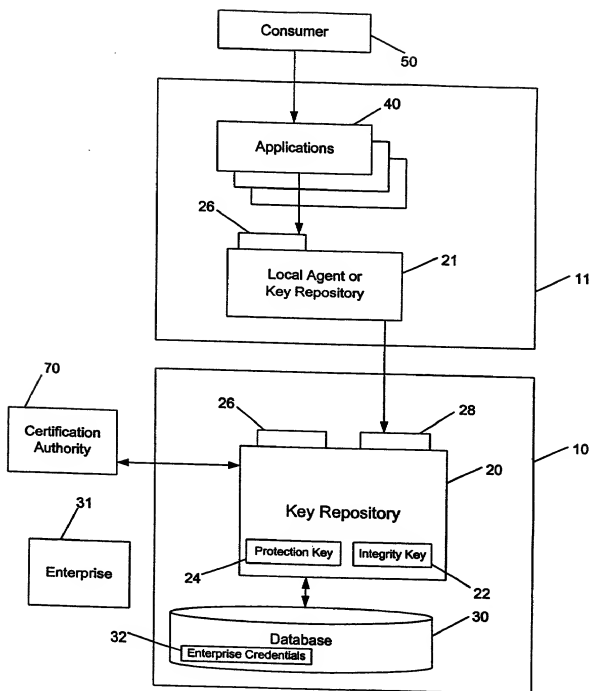 Consumer
50
40
Applications
26
21
Local Agent or
Key Repository
11
70
26
28
Certification
Authority
10
20
31
Key Repository
Enterprise
Protection Key
Integrity Key
24
22
32
30
Database
Enterprise Credentials